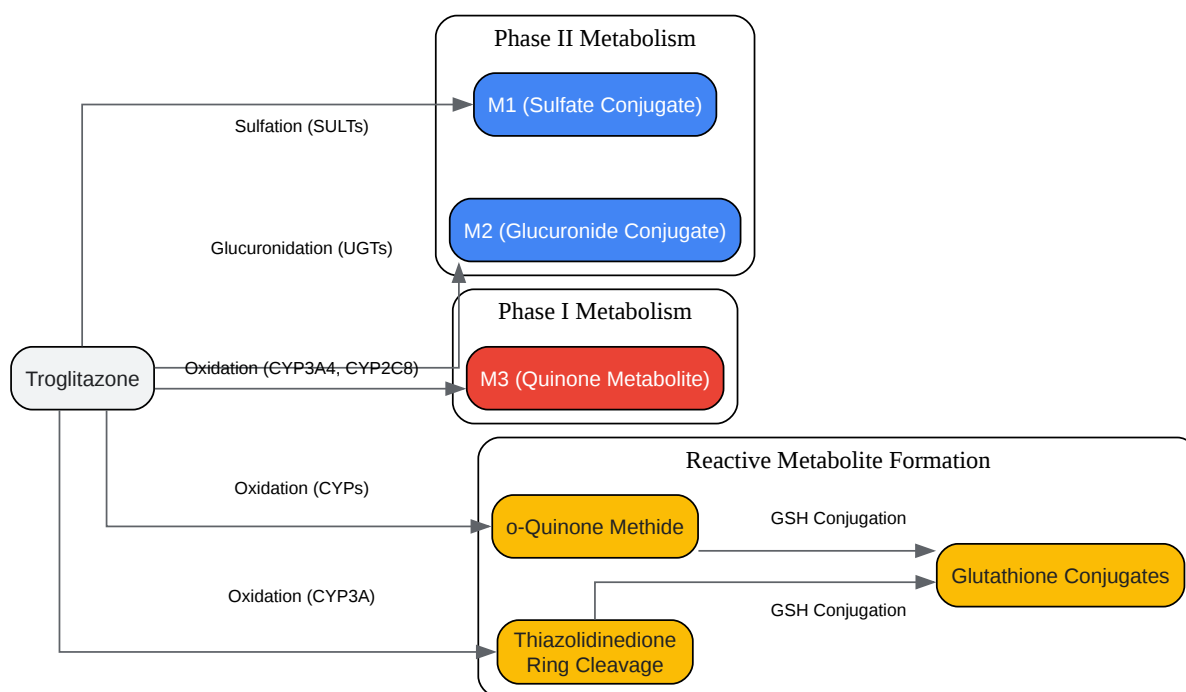 Phase II Metabolism
M1 (Sulfate Conjugate)
Sulfation (SULTs)
M2 (Glucuronide Conjugate)
Glucuronidation (UGTs)
Phase I Metabolism
Troglitazone
Oxidation (CYP3A4, CYP2C8)
M3 (Quinone Metabolite)
Reactive Metabolite Formation
Oxidation (CYPs)
o-Quinone Methide
GSH Conjugation
Glutathione Conjugates
Oxidation (CYP3A)
GSH Conjugation
Thiazolidinedione
Ring Cleavage